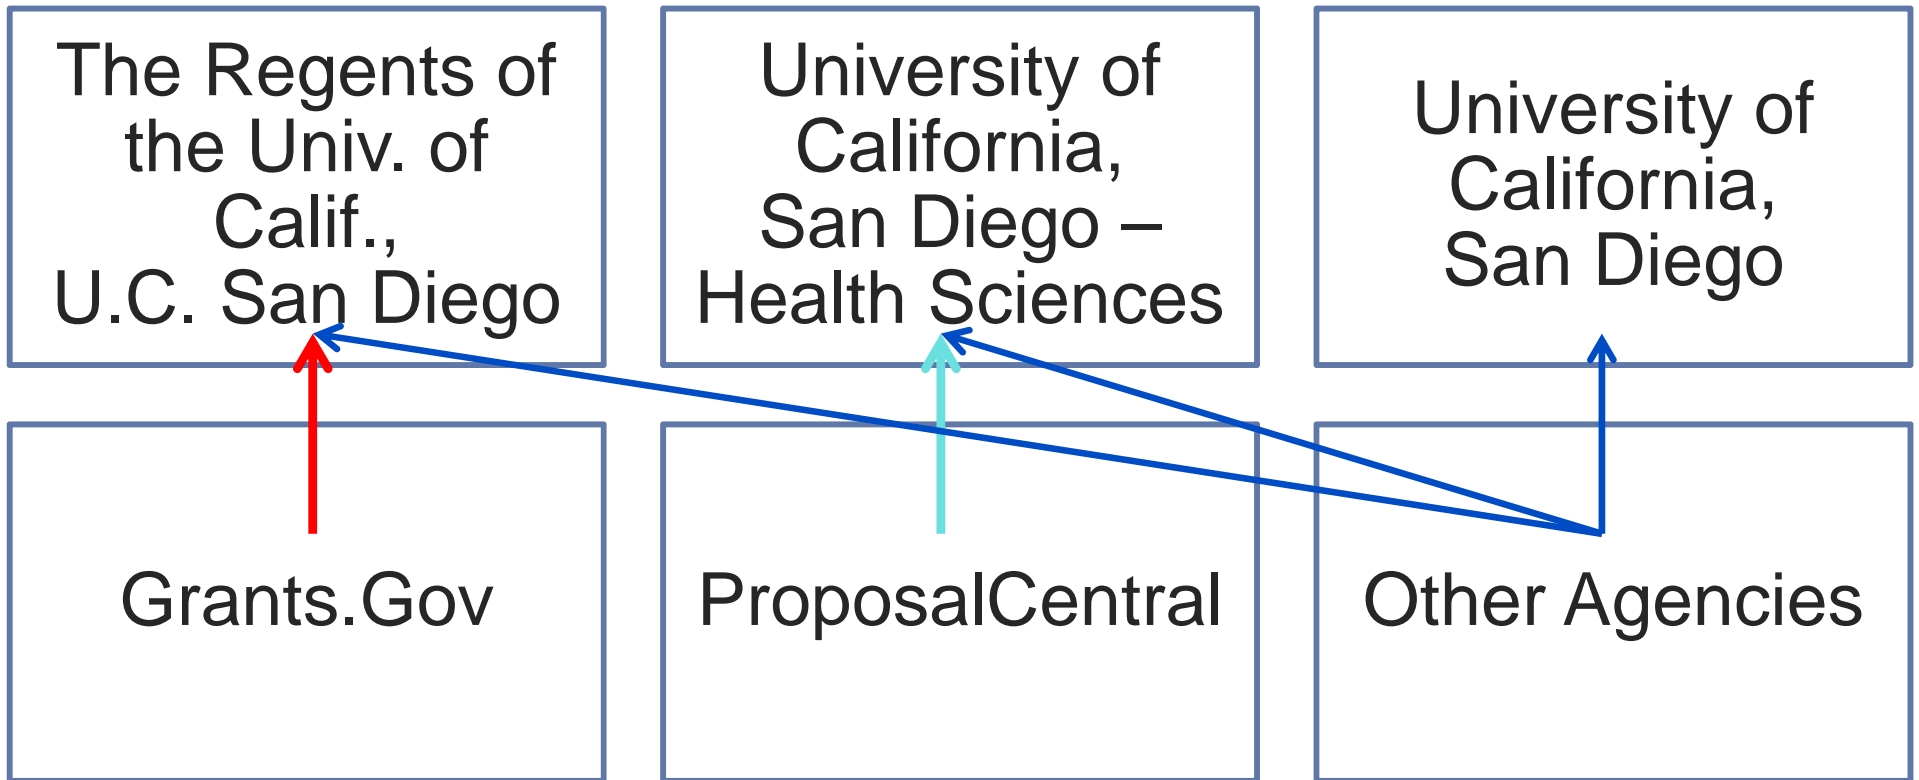 The Regents of
the Univ. of
Calif.,
U.C. San Diego
University of
California,
San Diego –
Health Sciences
University of
California,
San Diego
Grants.Gov
ProposalCentral
Other Agencies